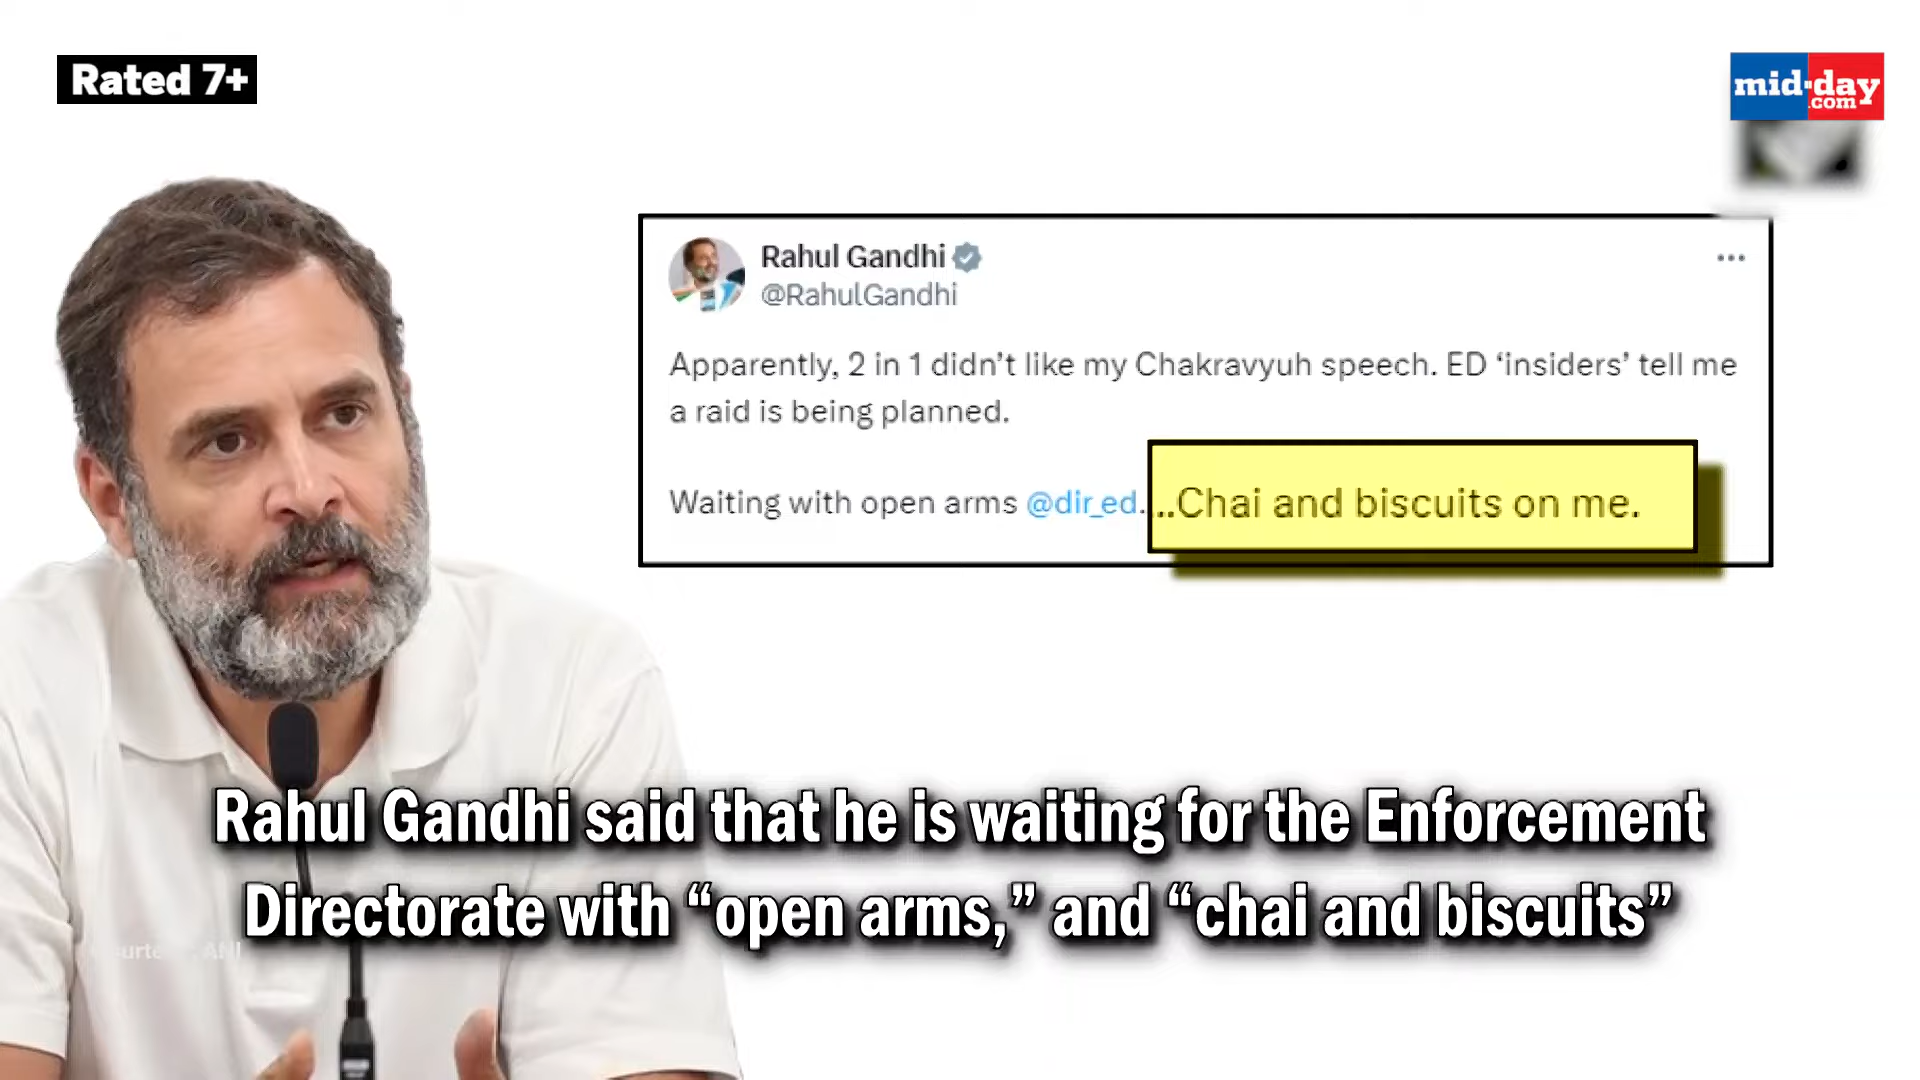 Rated 7+
mid-day
.com
Rahul Gandhi
@RahulGandhi
Apparently, 2 in 1 didn’t like my Chakravyuh speech. ED ‘insiders’ tell me
a raid is being planned.
Waiting with open arms @dir_ed.....Chai and biscuits on me.
Rahul Gandhi said that he is waiting for the Enforcement
Directorate with “open arms,” and “chai and biscuits”
ANI